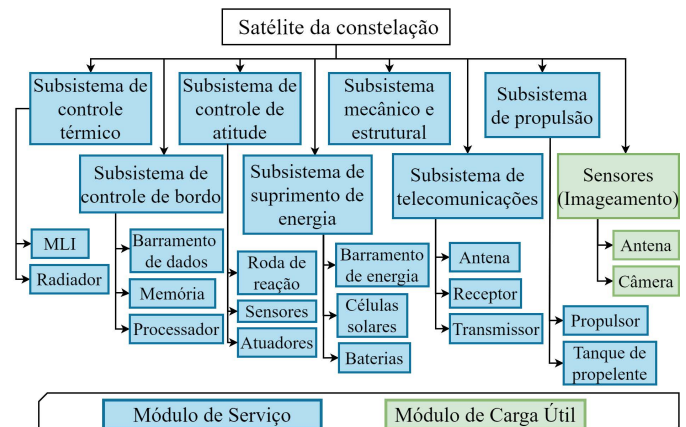 Satélite da constelação
Subsistema de
controle
térmico
Subsistema de
controle de
atitude
Subsistema
mecânico e
estrutural
Subsistema
de propulsão
Subsistema de
controle de bordo
Subsistema de
suprimento de
energia
Subsistema de
telecomunicações
Sensores
(Imageamento)
MLI
Radiador
Barramento
de dados
Memória
Processador
Roda de
reação
Sensores
Atuadores
Barramento
de energia
Células
solares
Baterias
Antena
Receptor
Transmissor
Propulsor
Tanque de
propelente
Antena
Câmera
Módulo de Serviço
Módulo de Carga Útil